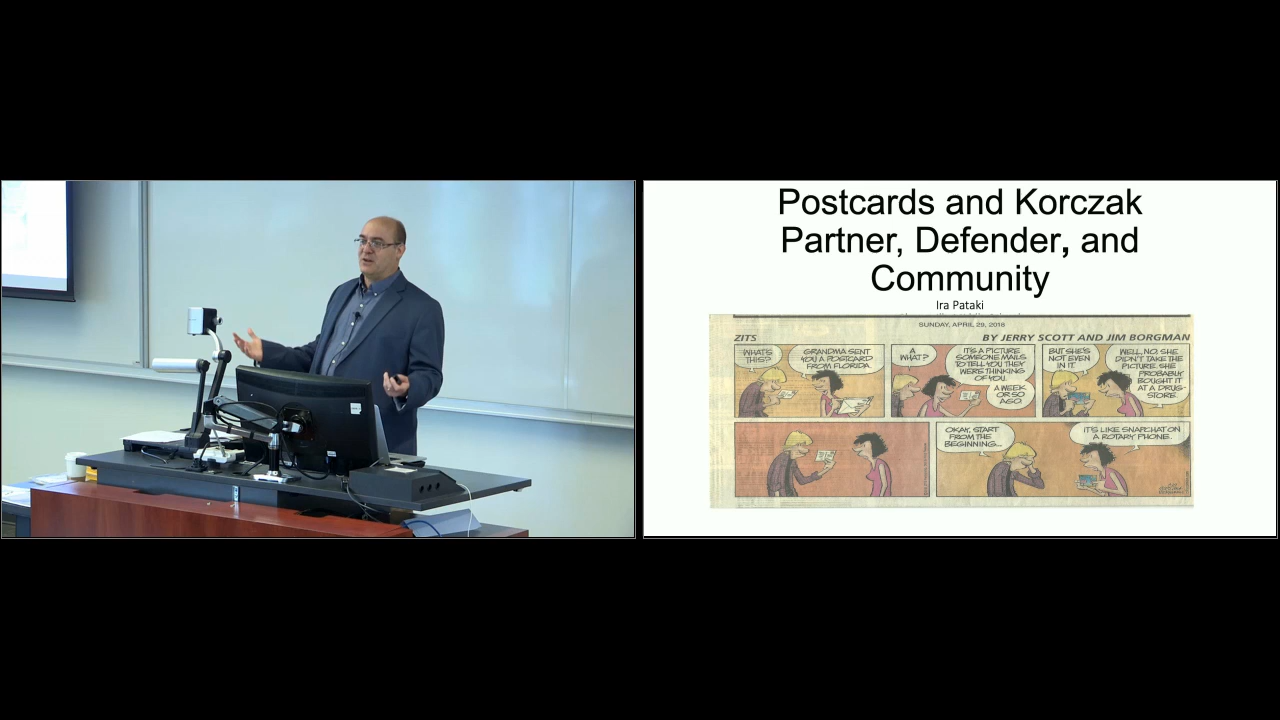 Postcards and Korczak
Partner, Defender, and
Community
Ira Pataki
SUNDAY, APRIL 29, 2018
ZITS
BY JERRY SCOTT AND JIM BORGMAN
WHAT'S
THIS?
GRANDMA SENT
YOU A POSTCARD
FROM FLORIDA.
A
WHAT?
IT'S A PICTURE
SOMEONE MAILS
TO TELL YOU THEY
WERE THINKING
OF YOU.
A WEEK
OR SO
AGO.
BUT SHE'S
NOT EVEN
IN IT.
WELL, NO. SHE
DIDN'T TAKE THE
PICTURE. SHE
PROBABLY
BOUGHT IT
AT A DRUG-
STORE.
OKAY, START
FROM THE
BEGINNING...
IT'S LIKE SNAPCHAT ON
A ROTARY PHONE.